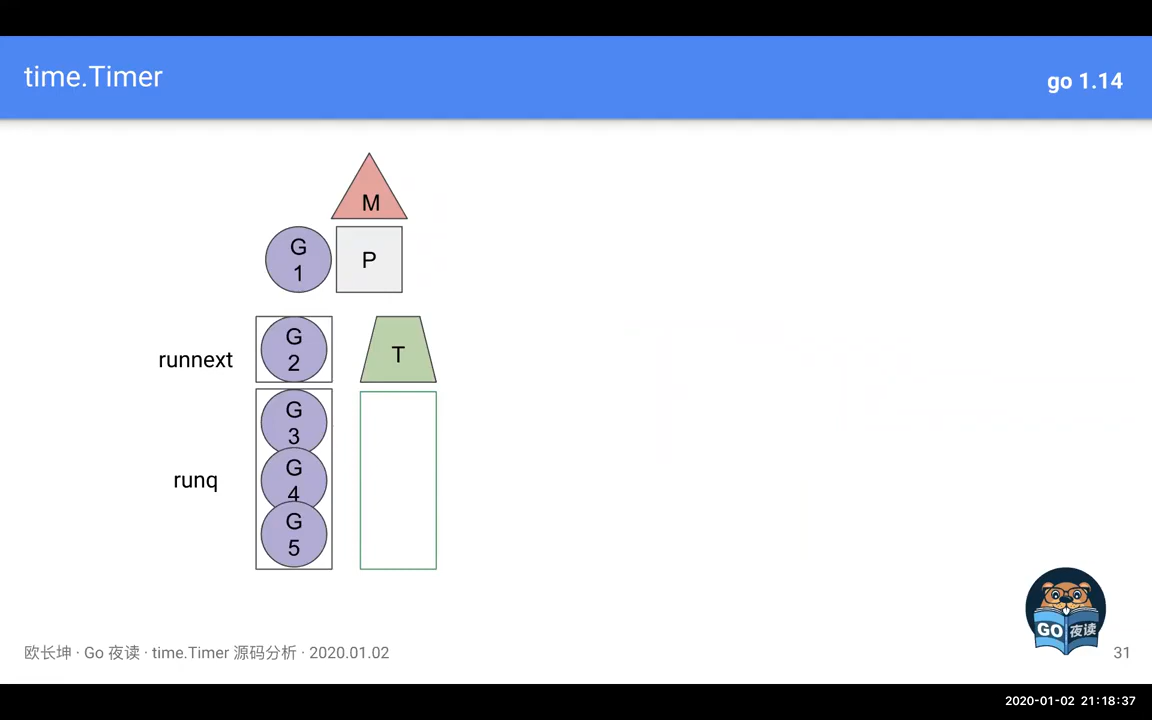 time.Timer
go 1.14
M
G
1
P
runnext
G
2
T
G
3
runq
G
4
G
5
GO 夜读
欧长坤 · Go 夜读 · time.Timer 源码分析 · 2020.01.02
31
2020-01-02 21:18:37